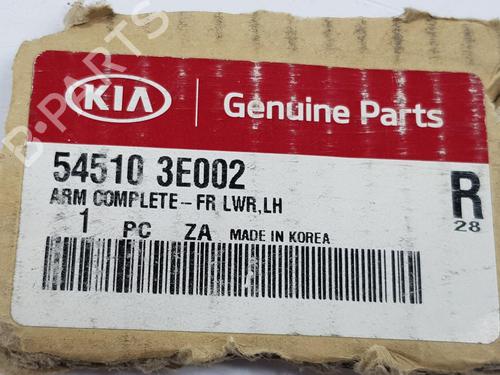 KIA Genuine Parts
54510 3E002
ARM COMPLETE-FR LWR,LH
R
28
1 PC ZA MADE IN KOREA
B-PARTS